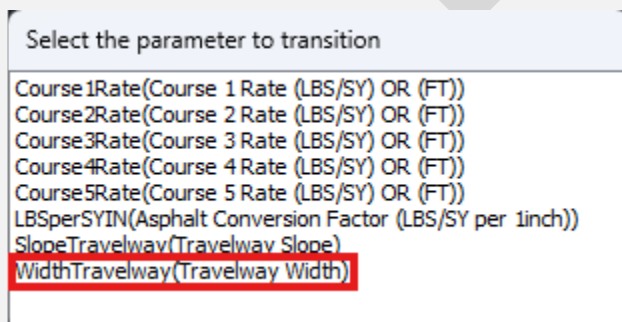 Select the parameter to transition
Course1Rate(Course 1 Rate (LBS/SY) OR (FT))
Course2Rate(Course 2 Rate (LBS/SY) OR (FT))
Course3Rate(Course 3 Rate (LBS/SY) OR (FT))
Course4Rate(Course 4 Rate (LBS/SY) OR (FT))
Course5Rate(Course 5 Rate (LBS/SY) OR (FT))
LBSperSYIN(Asphalt Conversion Factor (LBS/SY per 1inch))
SlopeTravelway(Travelway Slope)
WidthTravelway(Travelway Width)